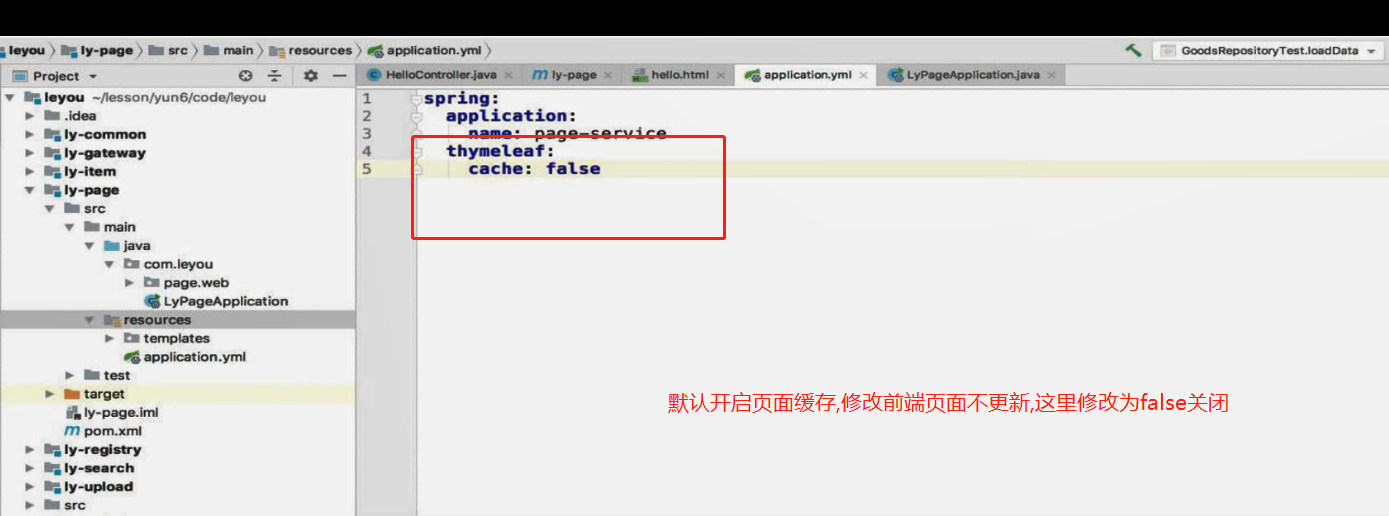 leyou ly-page src main resources application.yml GoodsRepositoryTest.loadData
Project HelloController.java ly-page hello.html application.yml LyPageApplication.java
leyou ~/lesson/yun6/code/leyou
.idea
ly-common
ly-gateway
ly-item
ly-page
src
main
java
com.leyou
page.web
LyPageApplication
resources
templates
application.yml
test
target
ly-page.iml
pom.xml
ly-registry
ly-search
ly-upload
src
1 spring:
2 application:
3 name: page-service
4 thymeleaf:
5 cache: false
默认开启页面缓存,修改前端页面不更新,这里修改为false关闭